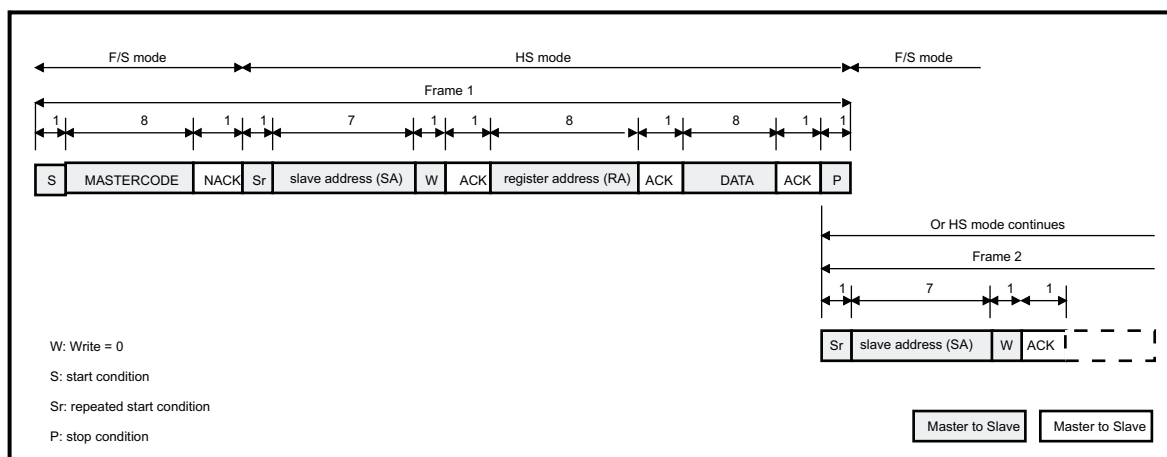 F/S mode HS mode F/S mode
Frame 1
1 8 1 1 7 1 1 8 1 8 1 1
S MASTERCODE NACK Sr slave address (SA) W ACK register address (RA) ACK DATA ACK P
Or HS mode continues
Frame 2
1 7 1 1
Sr slave address (SA) W ACK
W: Write = 0
S: start condition
Sr: repeated start condition
P: stop condition
Master to Slave Master to Slave